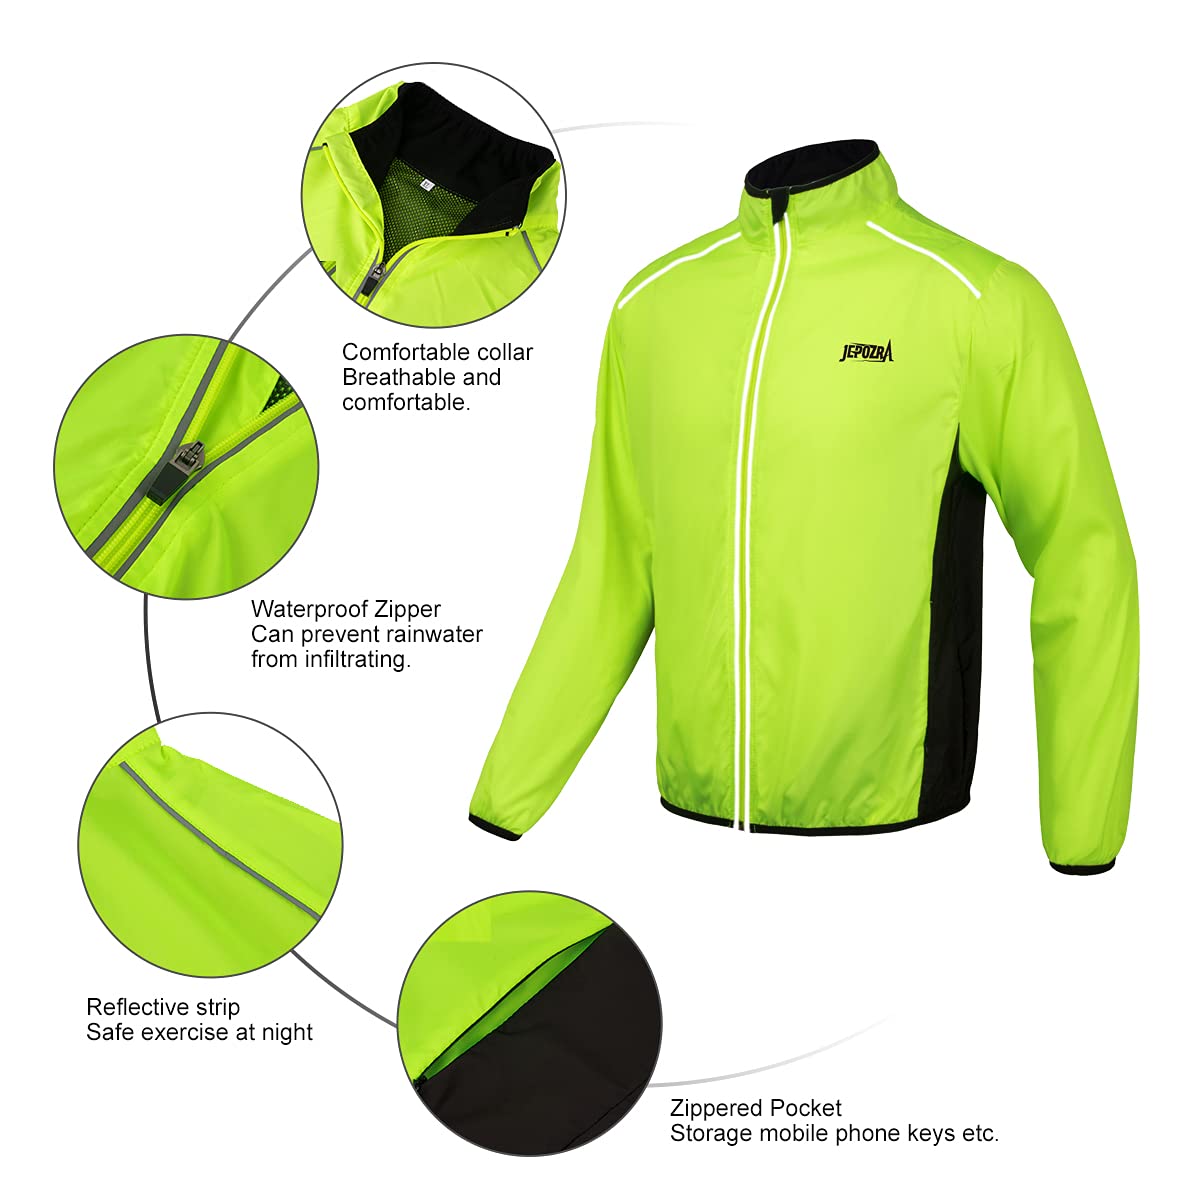 Comfortable collar
Breathable and
comfortable.
JEPOZRA
Waterproof Zipper
Can prevent rainwater
from infiltrating.
Reflective strip
Safe exercise at night
Zippered Pocket
Storage mobile phone keys etc.